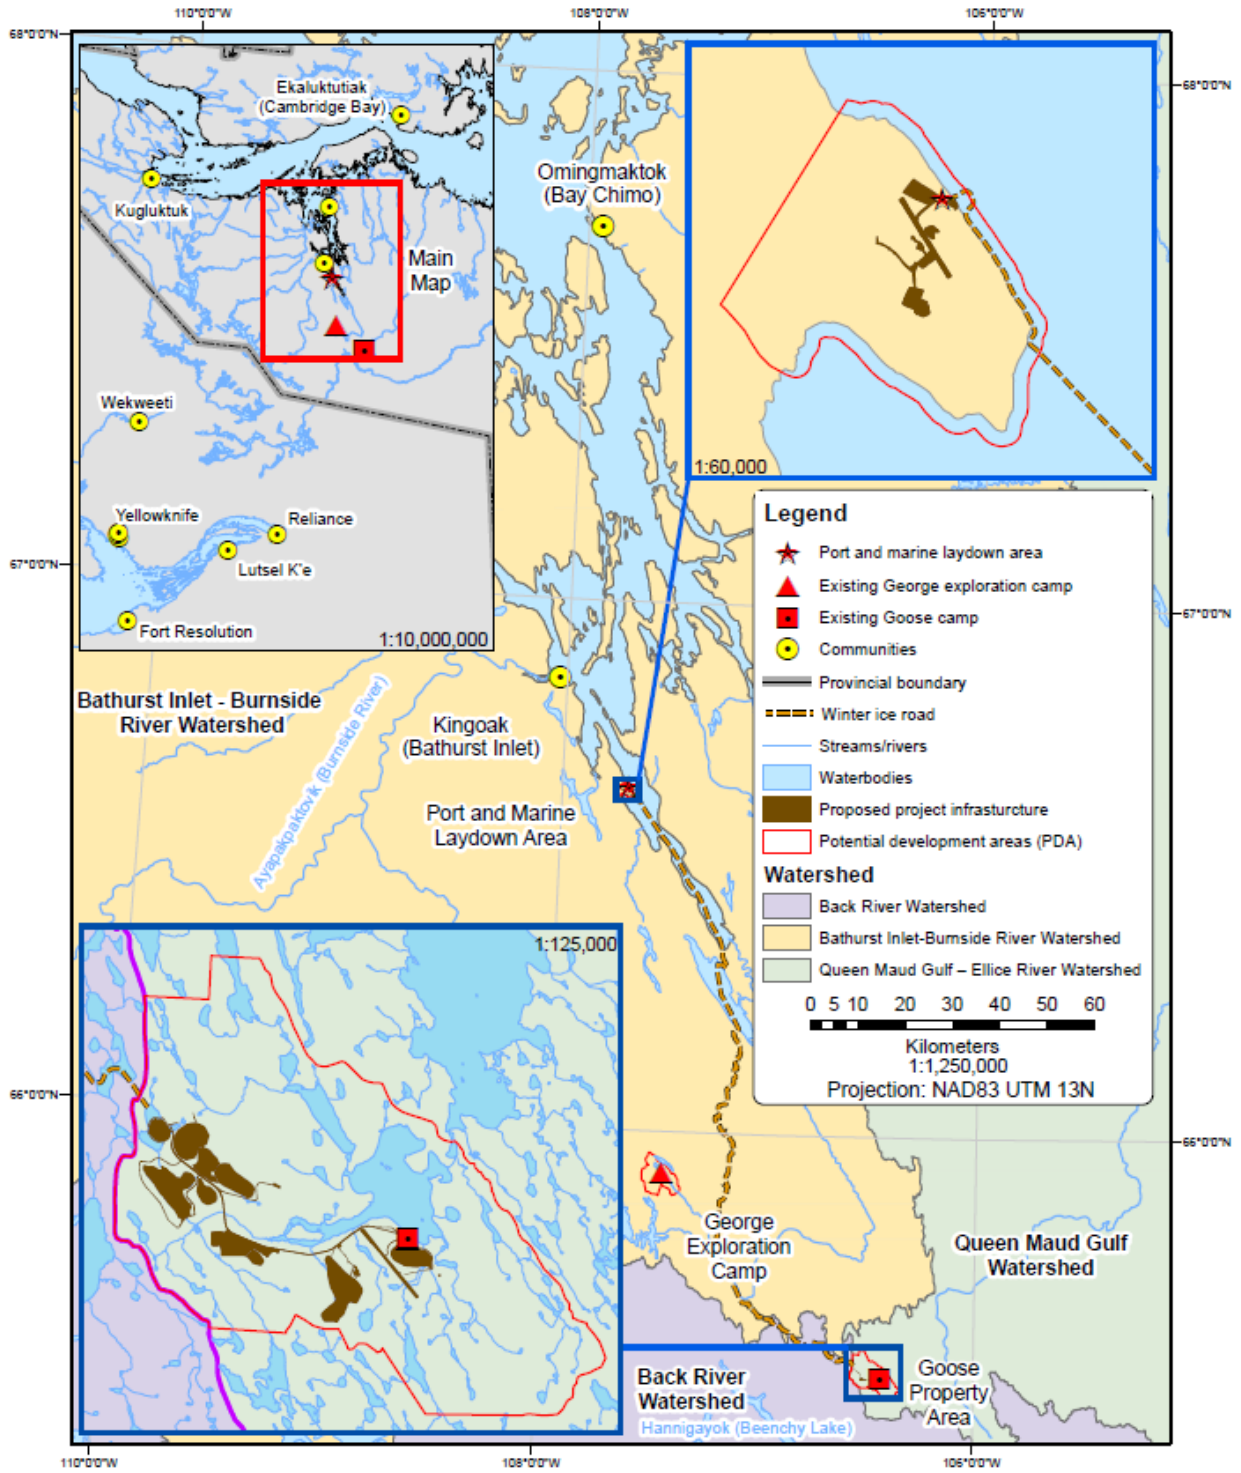 110°0'0"W
108°0'0"W
106°0'0"W
68°0'0"N
68°0'0"N
67°0'0"N
67°0'0"N
66°0'0"N
66°0'0"N
110°0'0"W
108°0'0"W
106°0'0"W
Ekaluktutiak
(Cambridge Bay)
Kugluktuk
Main
Map
Wekweeti
Yellowknife
Reliance
Lutsel K'e
Fort Resolution
1:10,000,000
Omingmaktok
(Bay Chimo)
1:60,000
Legend
Port and marine laydown area
Existing George exploration camp
Existing Goose camp
Communities
Provincial boundary
Winter ice road
Streams/rivers
Waterbodies
Proposed project infrasturcture
Potential development areas (PDA)
Watershed
Back River Watershed
Bathurst Inlet-Burnside River Watershed
Queen Maud Gulf – Ellice River Watershed
0 5 10 20 30 40 50 60
Kilometers
1:1,250,000
Projection: NAD83 UTM 13N
Bathurst Inlet - Burnside
River Watershed
Ayapakpaktovik (Burnside River)
Kingoak
(Bathurst Inlet)
Port and Marine
Laydown Area
1:125,000
George
Exploration
Camp
Queen Maud Gulf
Watershed
Back River
Watershed
Hannigayok (Beenchy Lake)
Goose
Property
Area